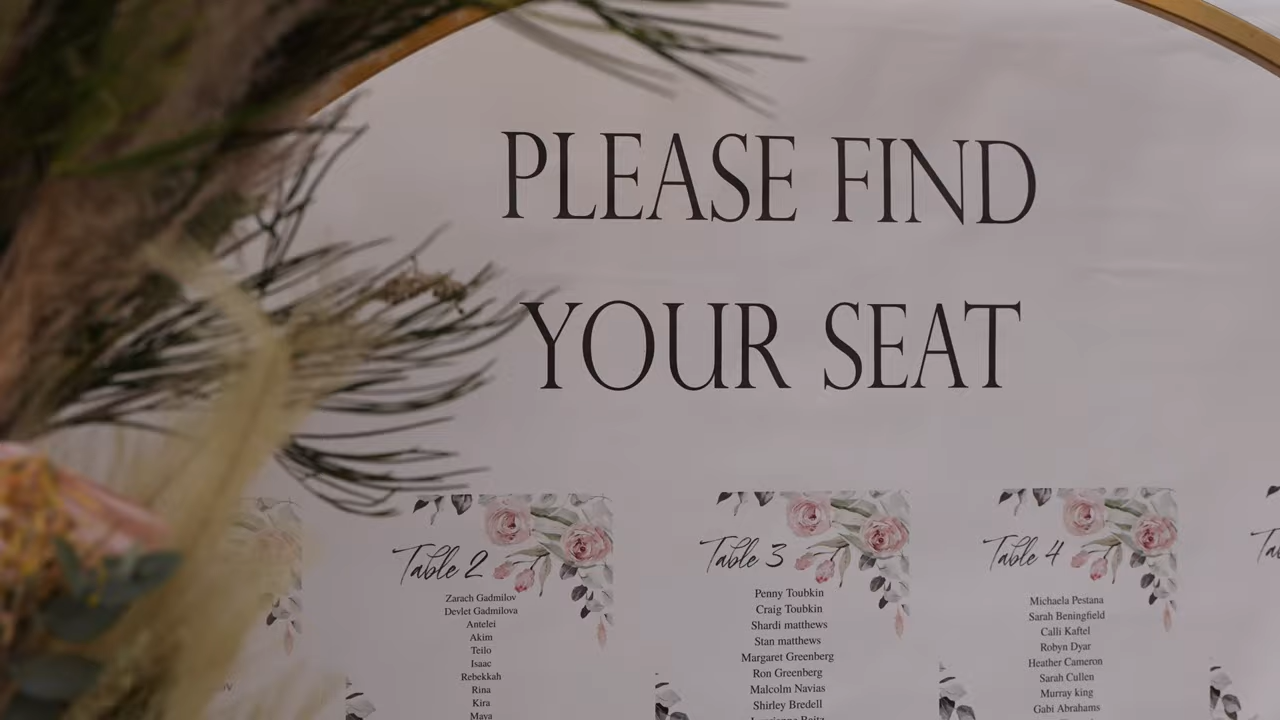 PLEASE FIND
YOUR SEAT
Table 2
Zarach Gadmilov
Devlet Gadmilova
Antelei
Akim
Teilo
Isaac
Rebekkah
Rina
Kira
Maya
Table 3
Penny Toubkin
Craig Toubkin
Shardi matthews
Stan matthews
Margaret Greenberg
Ron Greenberg
Malcolm Navias
Shirley Bredell
Table 4
Michaela Pestana
Sarah Beningfield
Calli Kaftel
Robyn Dyar
Heather Cameron
Sarah Cullen
Murray king
Gabi Abrahams